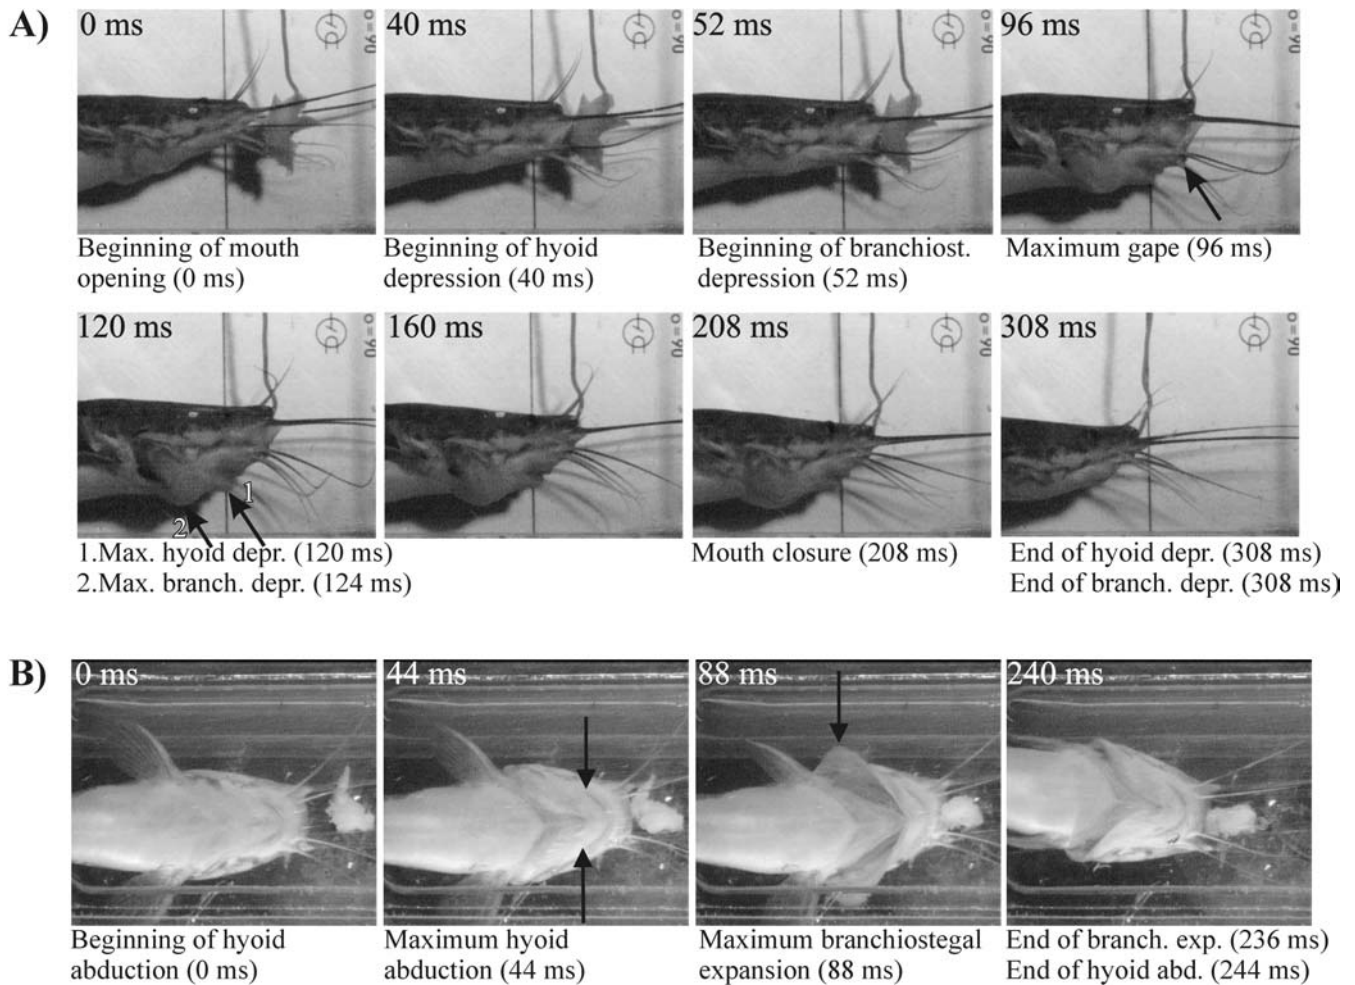 A)
0 ms
40 ms
52 ms
96 ms
Beginning of mouth
opening (0 ms)
Beginning of hyoid
depression (40 ms)
Beginning of branchiost.
depression (52 ms)
Maximum gape (96 ms)
120 ms
160 ms
208 ms
308 ms
1
2
1.Max. hyoid depr. (120 ms)
2.Max. branch. depr. (124 ms)
Mouth closure (208 ms)
End of hyoid depr. (308 ms)
End of branch. depr. (308 ms)
B)
0 ms
44 ms
88 ms
240 ms
Beginning of hyoid
abduction (0 ms)
Maximum hyoid
abduction (44 ms)
Maximum branchiostegal
expansion (88 ms)
End of branch. exp. (236 ms)
End of hyoid abd. (244 ms)